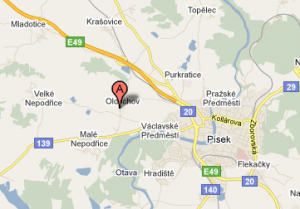 Topělec
Mladotice
Krašovice
E49
Purkratice
Velké
Nepodřice
A
Pražské
Předměstí
20
Kollárova
139
Malé
Nepodřice
Václavské
Předměstí
Písek
Žižkovská
Flekačky
Otava
Hradiště
E49
20
140